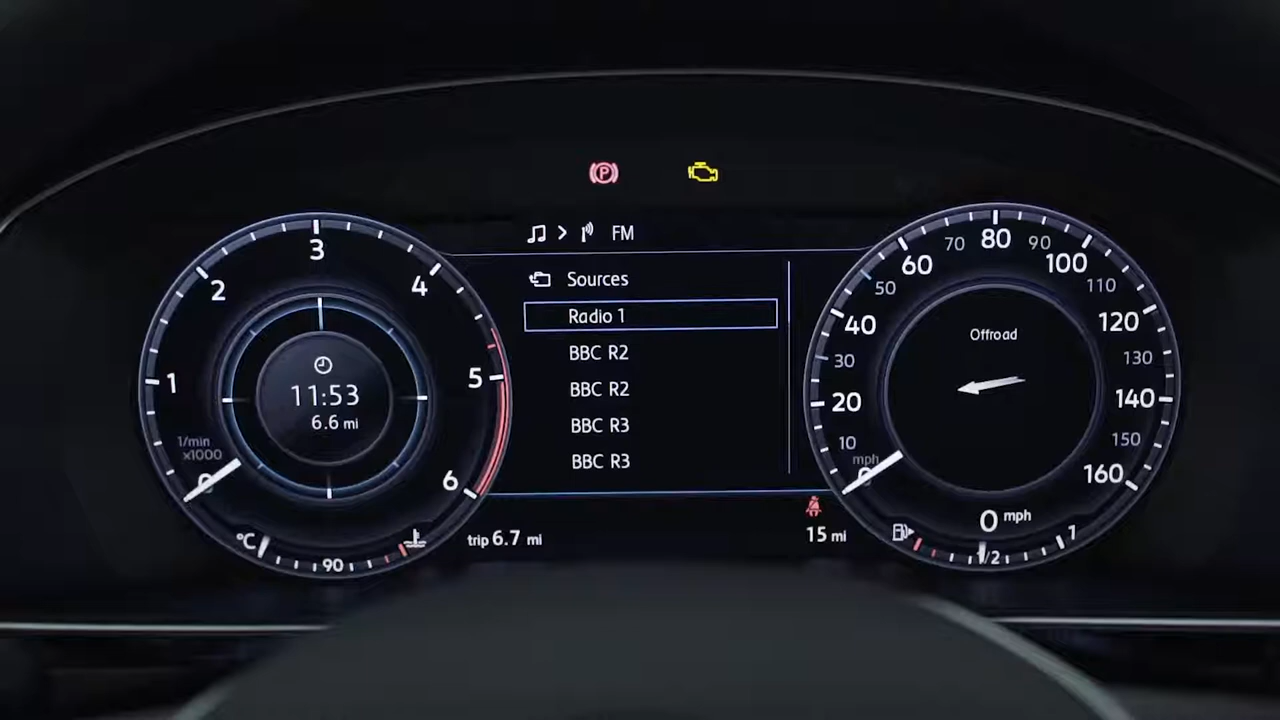 P
FM
Sources
Radio 1
BBC R2
BBC R2
BBC R3
BBC R3
0
1
2
3
4
5
6
1/min
x1000
11:53
6.6 mi
°C
90
trip 6.7 mi
15 mi
0
10
20
30
40
50
60
70
80
90
100
110
120
130
140
150
160
mph
Offroad
0 mph
1/2
1